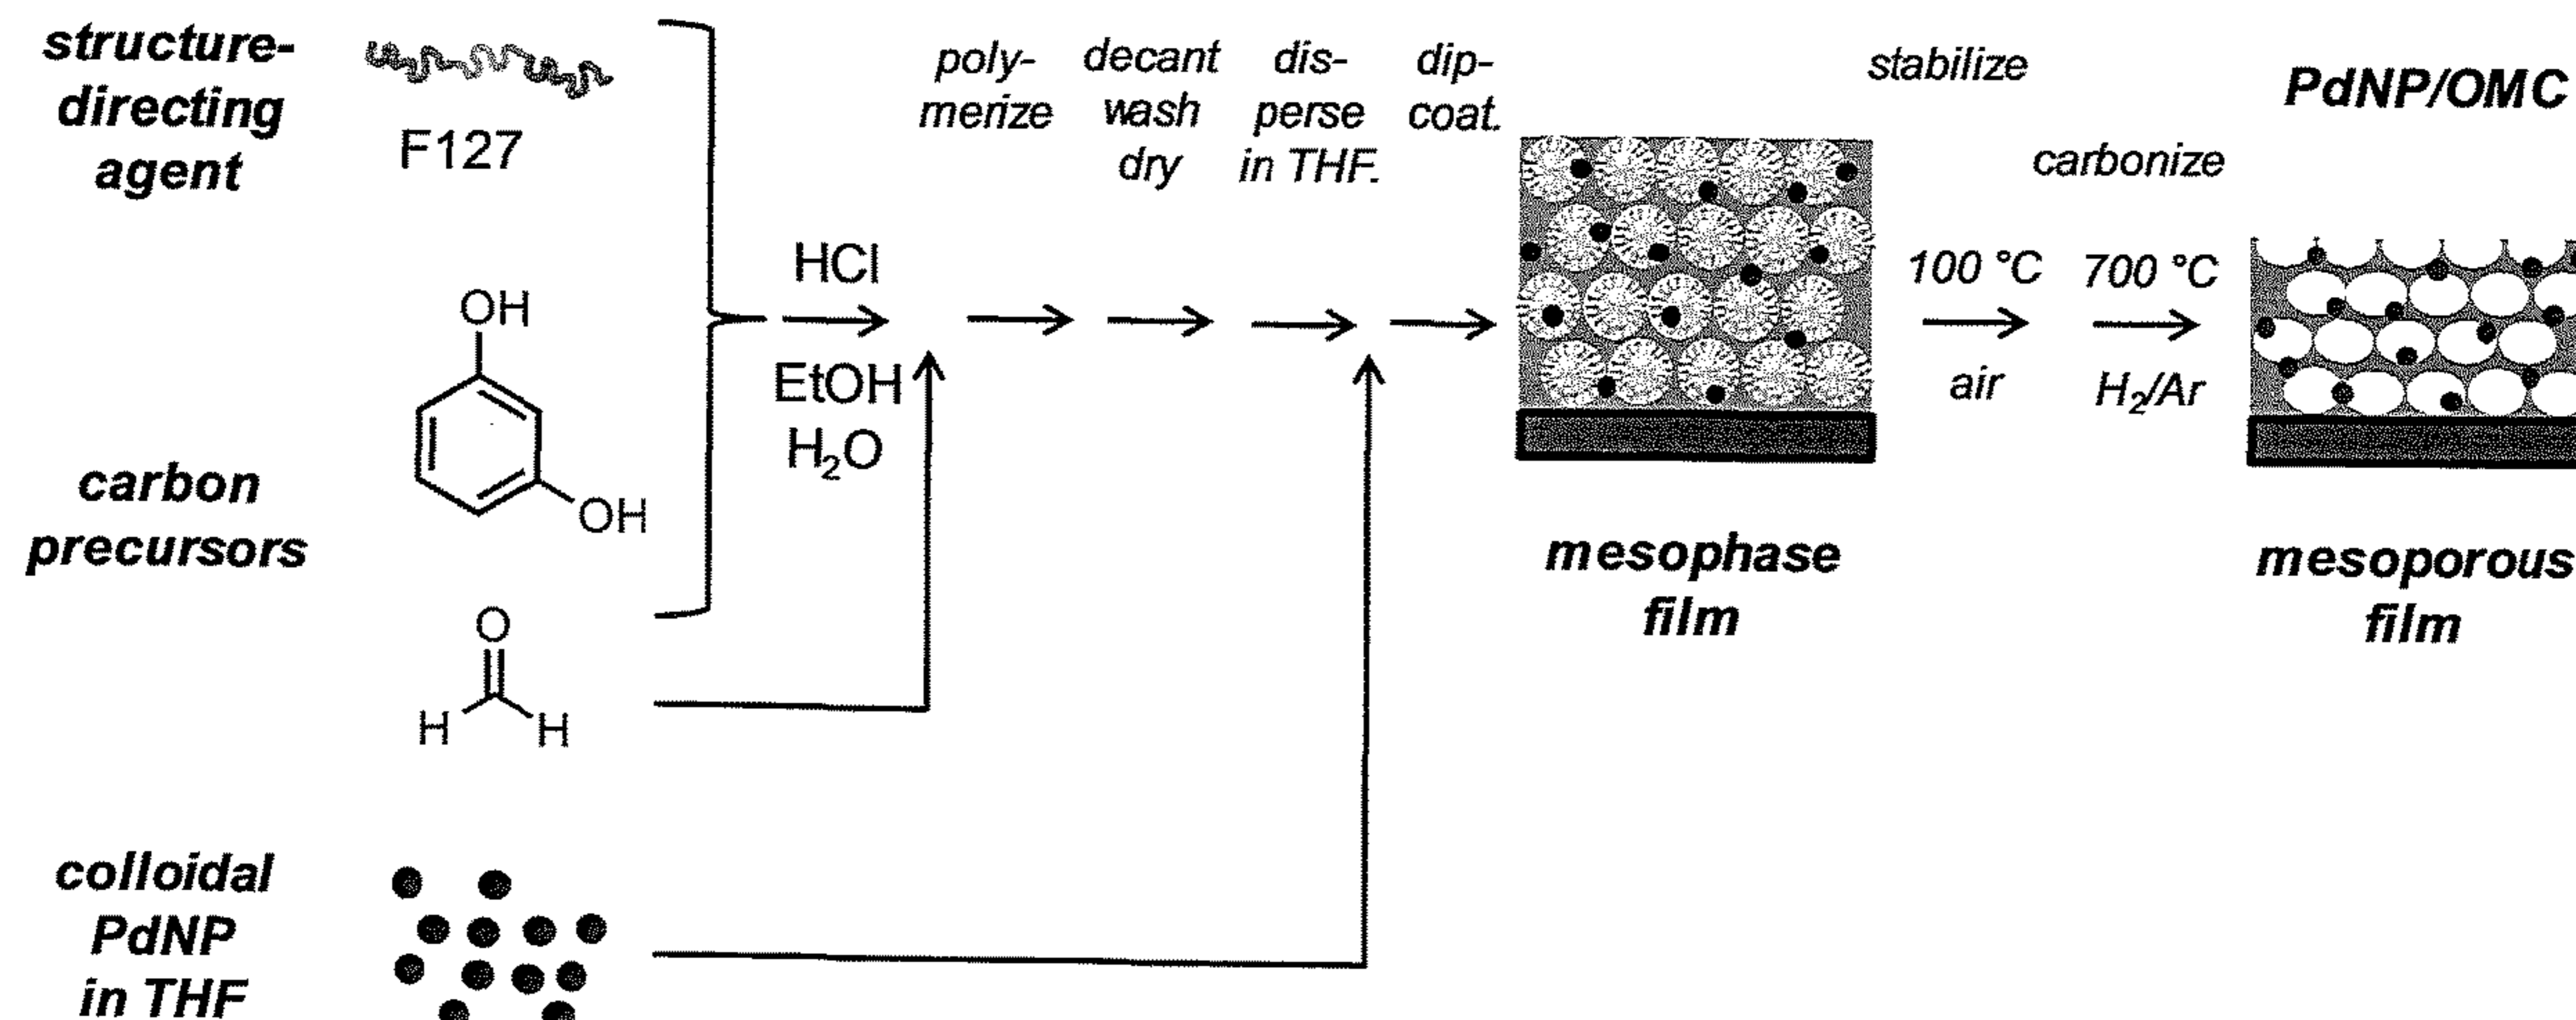 structure-
directing
agent
F127
carbon
precursors
OH
OH
O
H H
colloidal
PdNP
in THF
HCl
EtOH
H₂O
poly-
merize
decant
wash
dry
dis-
perse
in THF.
dip-
coat.
mesophase
film
stabilize
carbonize
100 °C
air
700 °C
H₂/Ar
PdNP/OMC
mesoporous
film